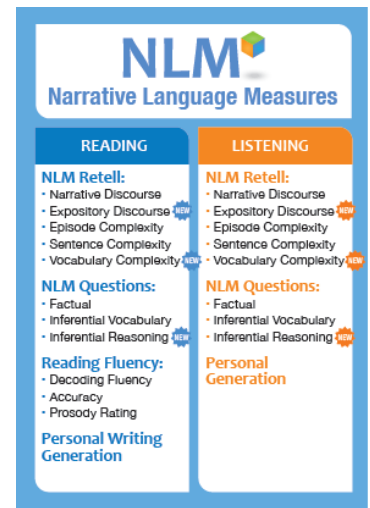 NLM
Narrative Language Measures
READING
NLM Retell:
· Narrative Discourse
· Expository Discourse NEW
· Episode Complexity
· Sentence Complexity
· Vocabulary Complexity NEW
NLM Questions:
· Factual
· Inferential Vocabulary
· Inferential Reasoning NEW
Reading Fluency:
· Decoding Fluency
· Accuracy
· Prosody Rating
Personal Writing
Generation
LISTENING
NLM Retell:
· Narrative Discourse
· Expository Discourse NEW
· Episode Complexity
· Sentence Complexity
· Vocabulary Complexity NEW
NLM Questions:
· Factual
· Inferential Vocabulary
· Inferential Reasoning NEW
Personal
Generation